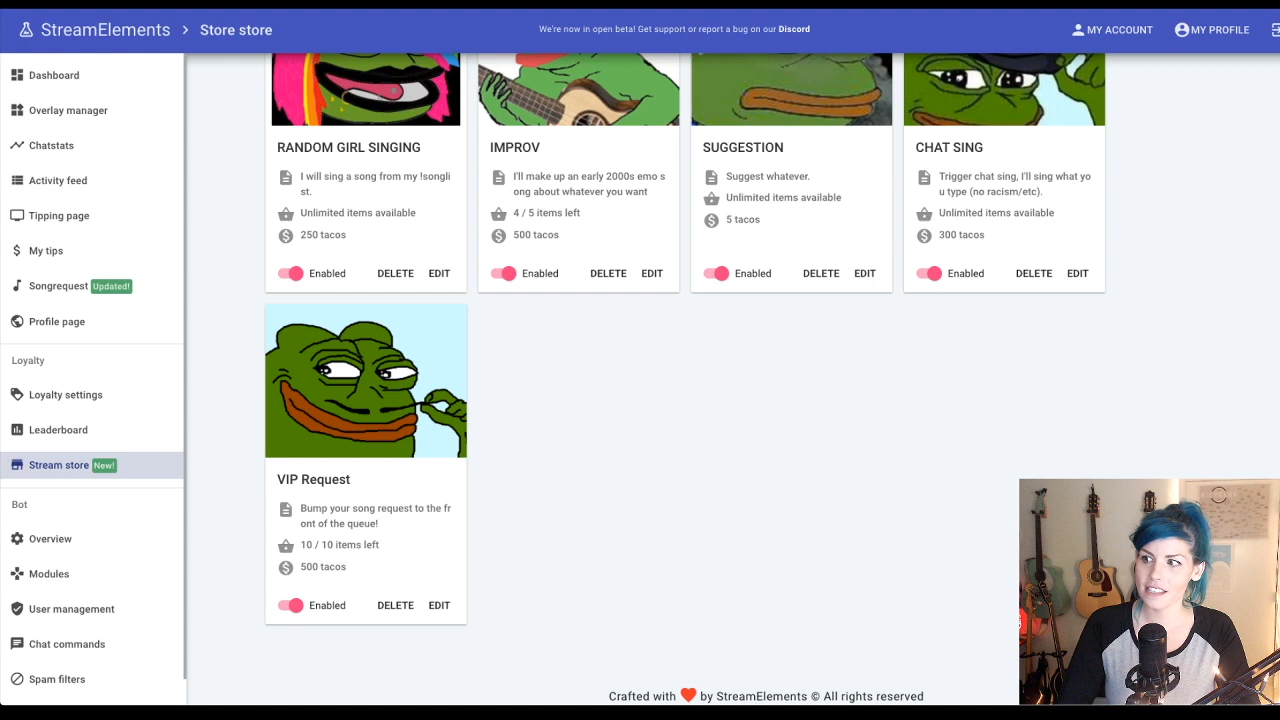 StreamElements > Store store
We're now in open beta! Get support or report a bug on our Discord
MY ACCOUNT
MY PROFILE
Dashboard
Overlay manager
Chatstats
Activity feed
Tipping page
My tips
Songrequest Updated!
Profile page
Loyalty
Loyalty settings
Leaderboard
Stream store New!
Bot
Overview
Modules
User management
Chat commands
Spam filters
RANDOM GIRL SINGING
I will sing a song from my !songli
st.
Unlimited items available
250 tacos
Enabled DELETE EDIT
IMPROV
I'll make up an early 2000s emo s
ong about whatever you want
4 / 5 items left
500 tacos
Enabled DELETE EDIT
SUGGESTION
Suggest whatever.
Unlimited items available
5 tacos
Enabled DELETE EDIT
CHAT SING
Trigger chat sing, I'll sing what yo
u type (no racism/etc).
Unlimited items available
300 tacos
Enabled DELETE EDIT
VIP Request
Bump your song request to the fr
ont of the queue!
10 / 10 items left
500 tacos
Enabled DELETE EDIT
Crafted with ❤ by StreamElements © All rights reserved